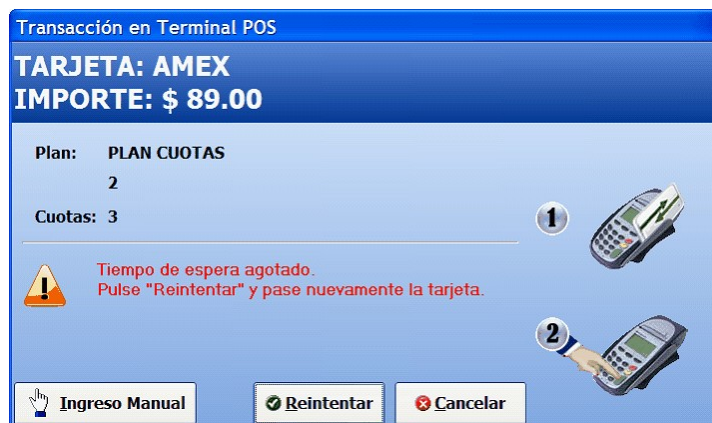 Transacción en Terminal POS
TARJETA: AMEX
IMPORTE: $ 89.00
Plan: PLAN CUOTAS
2
Cuotas: 3
1
Tiempo de espera agotado.
Pulse "Reintentar" y pase nuevamente la tarjeta.
2
Ingreso Manual
Reintentar
Cancelar